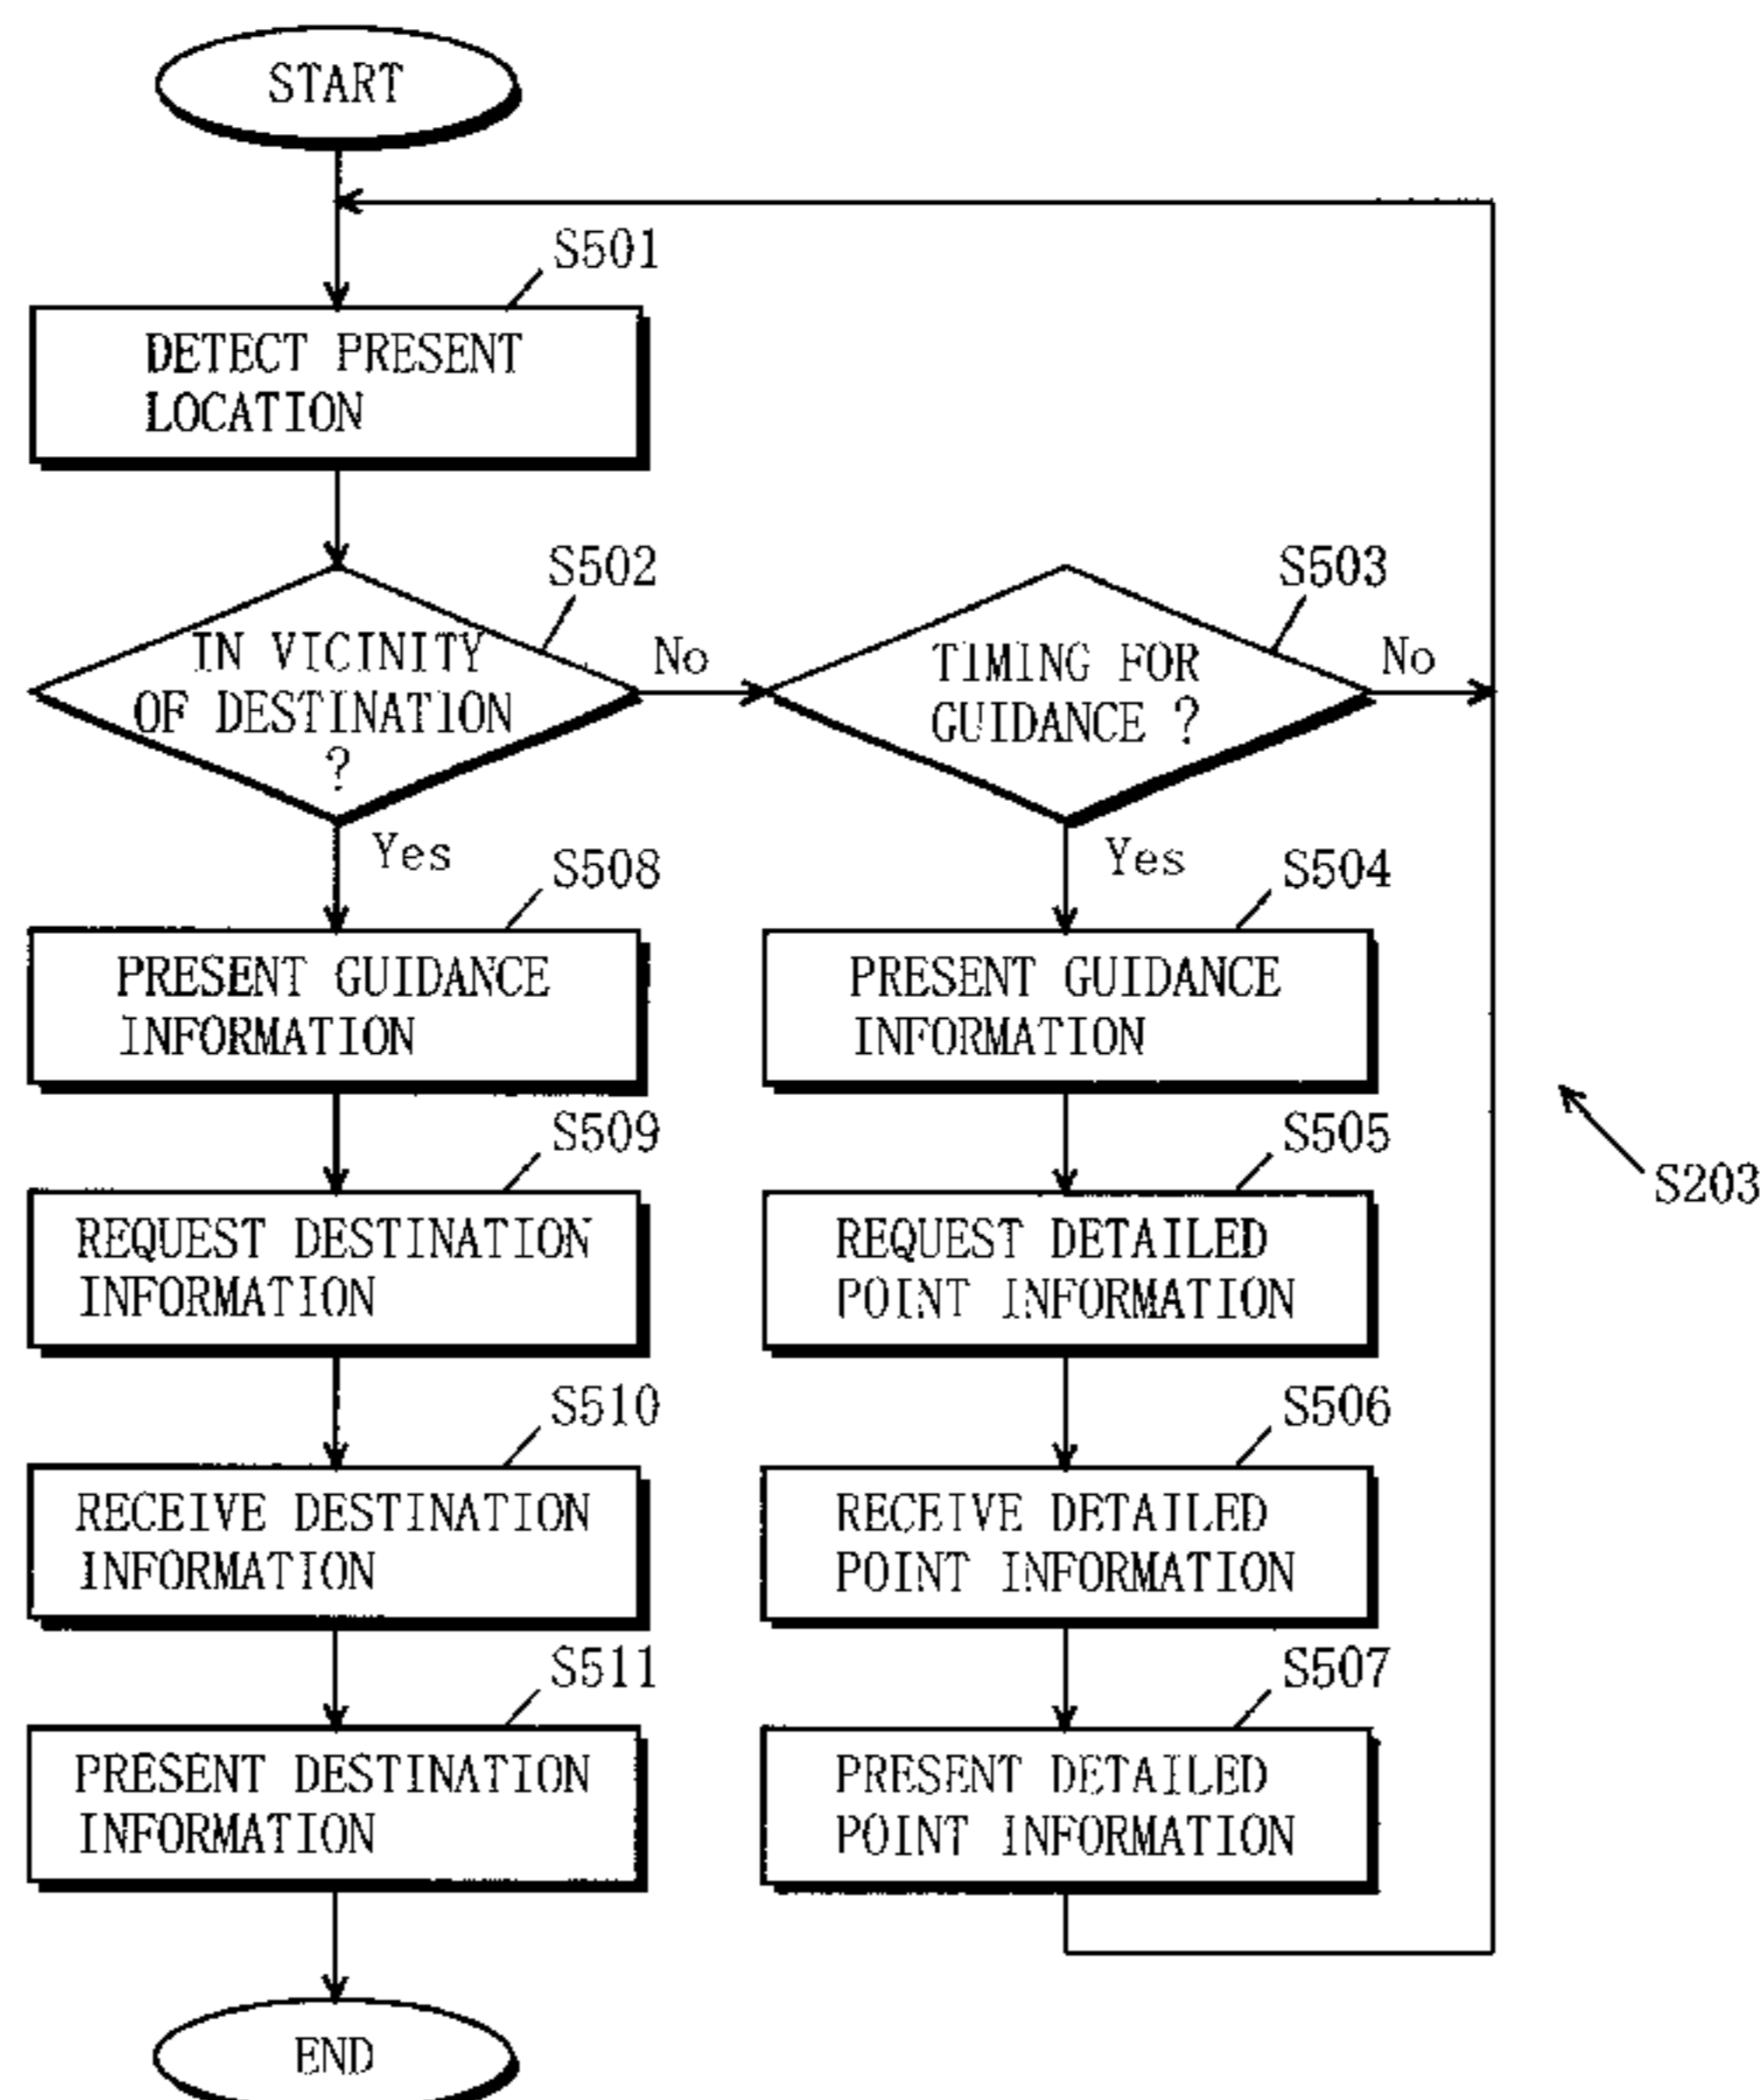 START
S501
DETECT PRESENT
LOCATION
S502
IN VICINITY
OF DESTINATION
?
No
Yes
S503
TIMING FOR
GUIDANCE ?
No
Yes
S508
PRESENT GUIDANCE
INFORMATION
S504
PRESENT GUIDANCE
INFORMATION
S509
REQUEST DESTINATION
INFORMATION
S505
REQUEST DETAILED
POINT INFORMATION
S203
S510
RECEIVE DESTINATION
INFORMATION
S506
RECEIVE DETAILED
POINT INFORMATION
S511
PRESENT DESTINATION
INFORMATION
S507
PRESENT DETAILED
POINT INFORMATION
END